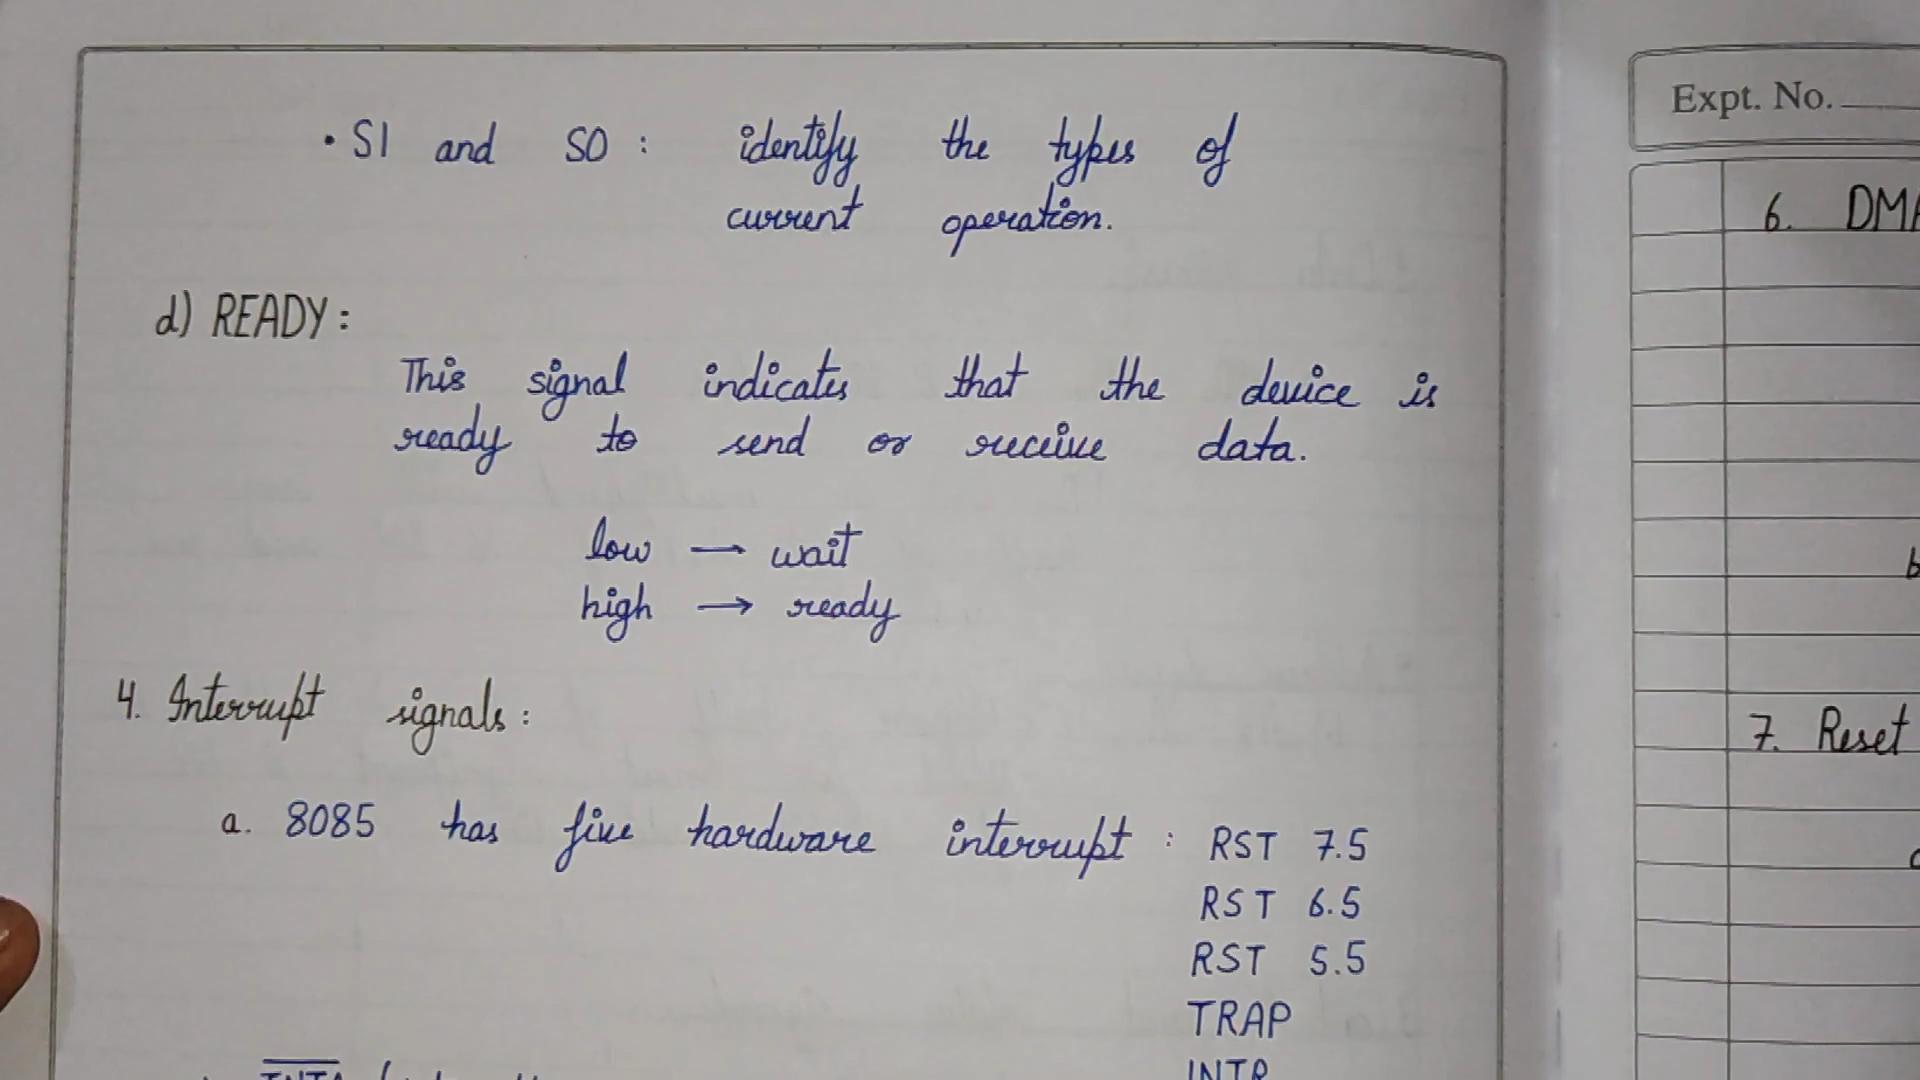 • S1 and S0 : identify the types of
current operation.
d) READY :
This signal indicates that the device is
ready to send or receive data.
low → wait
high → ready
4. Interrupt signals :
a. 8085 has five hardware interrupt : RST 7.5
RST 6.5
RST 5.5
TRAP
INTR
Expt. No.
6.
7. Reset